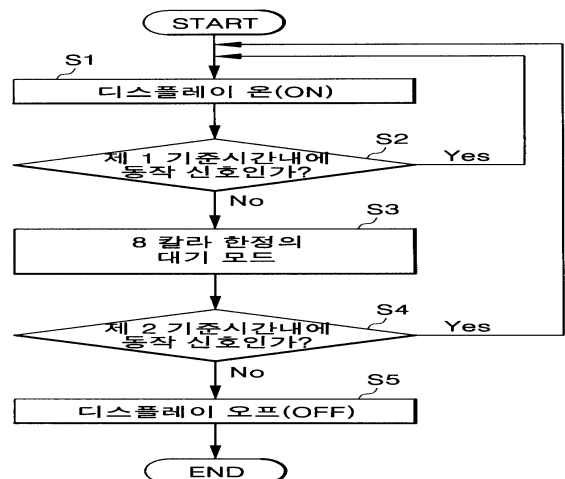 START
S1
디스플레이 온(ON)
S2
제 1 기준시간내에
동작 신호인가?
Yes
No
S3
8 칼라 한정의
대기 모드
S4
제 2 기준시간내에
동작 신호인가?
Yes
No
S5
디스플레이 오프(OFF)
END